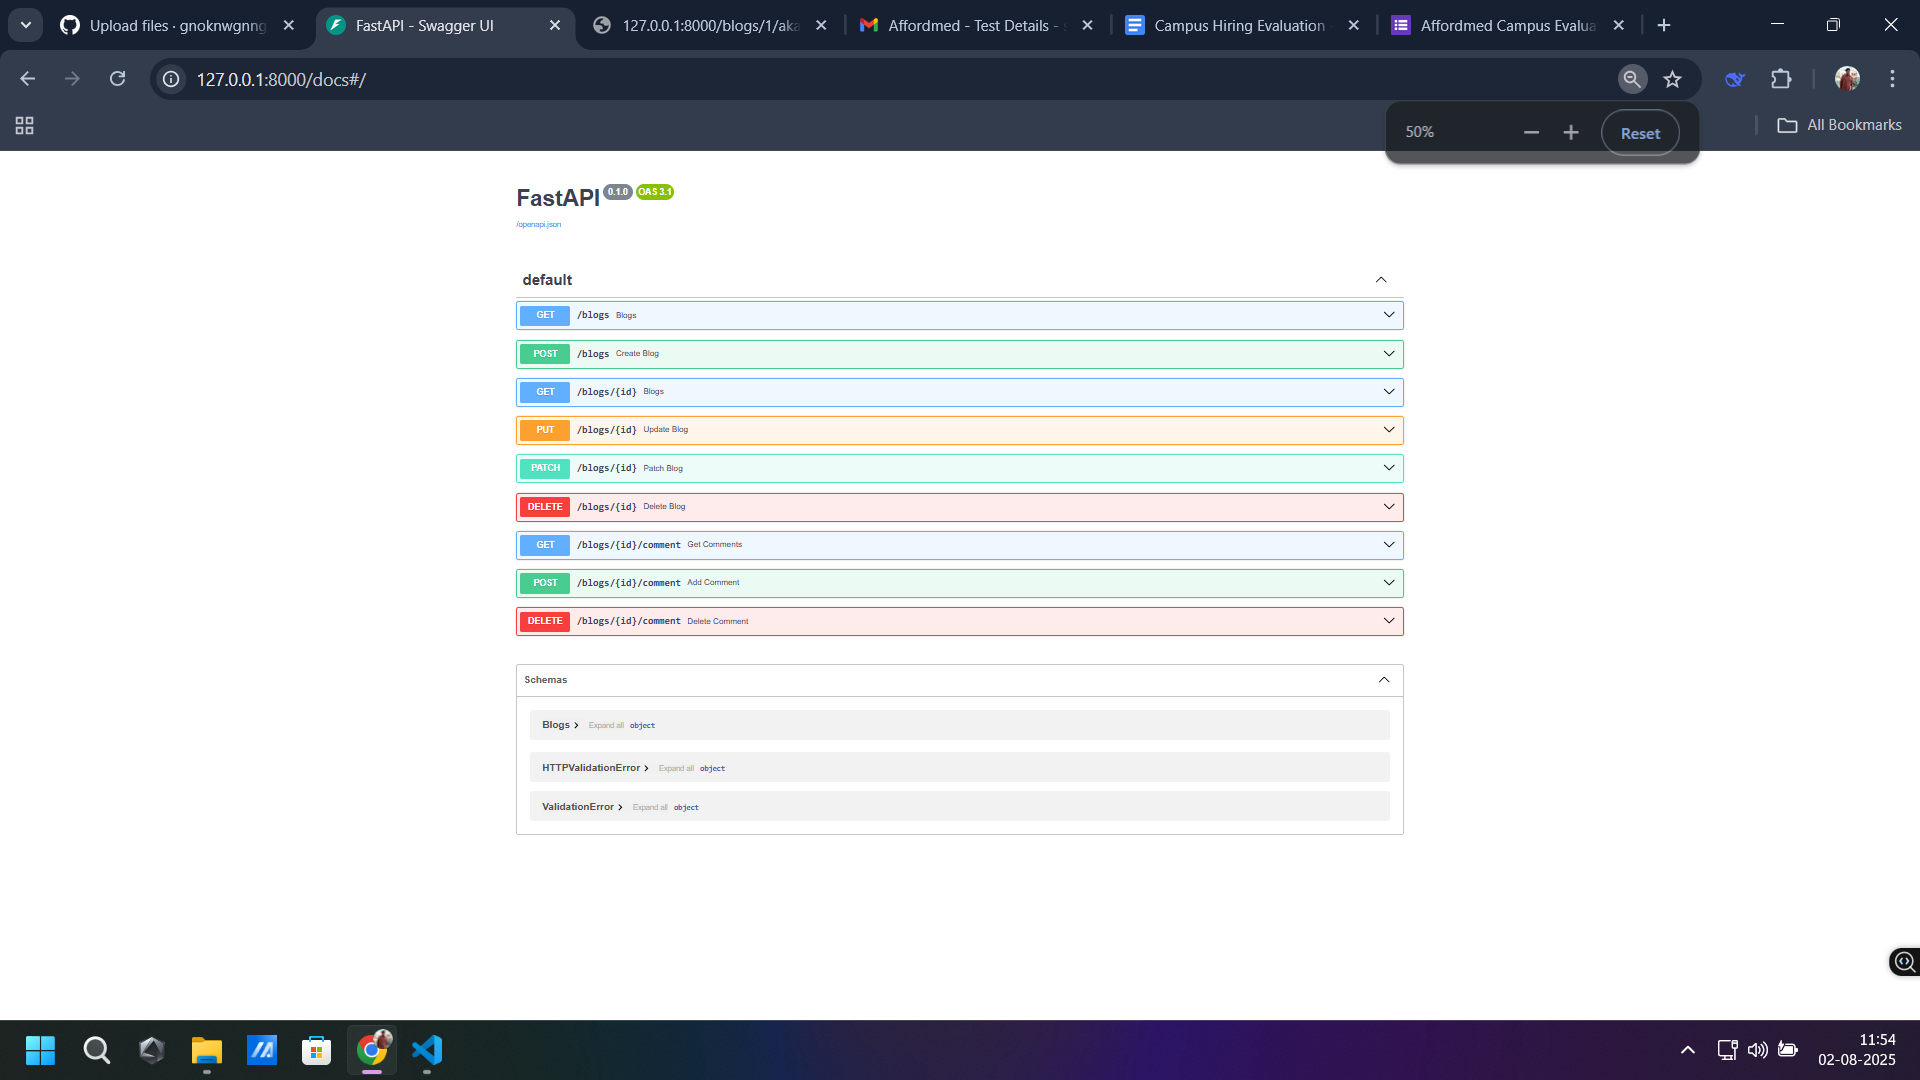 Upload files · gnoknwgnng
FastAPI - Swagger UI
127.0.0.1:8000/blogs/1/aka
Affordmed - Test Details -
Campus Hiring Evaluation
Affordmed Campus Evalua
127.0.0.1:8000/docs#/
50%
Reset
All Bookmarks
FastAPI 0.1.0 OAS 3.1
/openapi.json
default
GET /blogs Blogs
POST /blogs Create Blog
GET /blogs/{id} Blogs
PUT /blogs/{id} Update Blog
PATCH /blogs/{id} Patch Blog
DELETE /blogs/{id} Delete Blog
GET /blogs/{id}/comment Get Comments
POST /blogs/{id}/comment Add Comment
DELETE /blogs/{id}/comment Delete Comment
Schemas
Blogs Expand all object
HTTPValidationError Expand all object
ValidationError Expand all object
11:54
02-08-2025